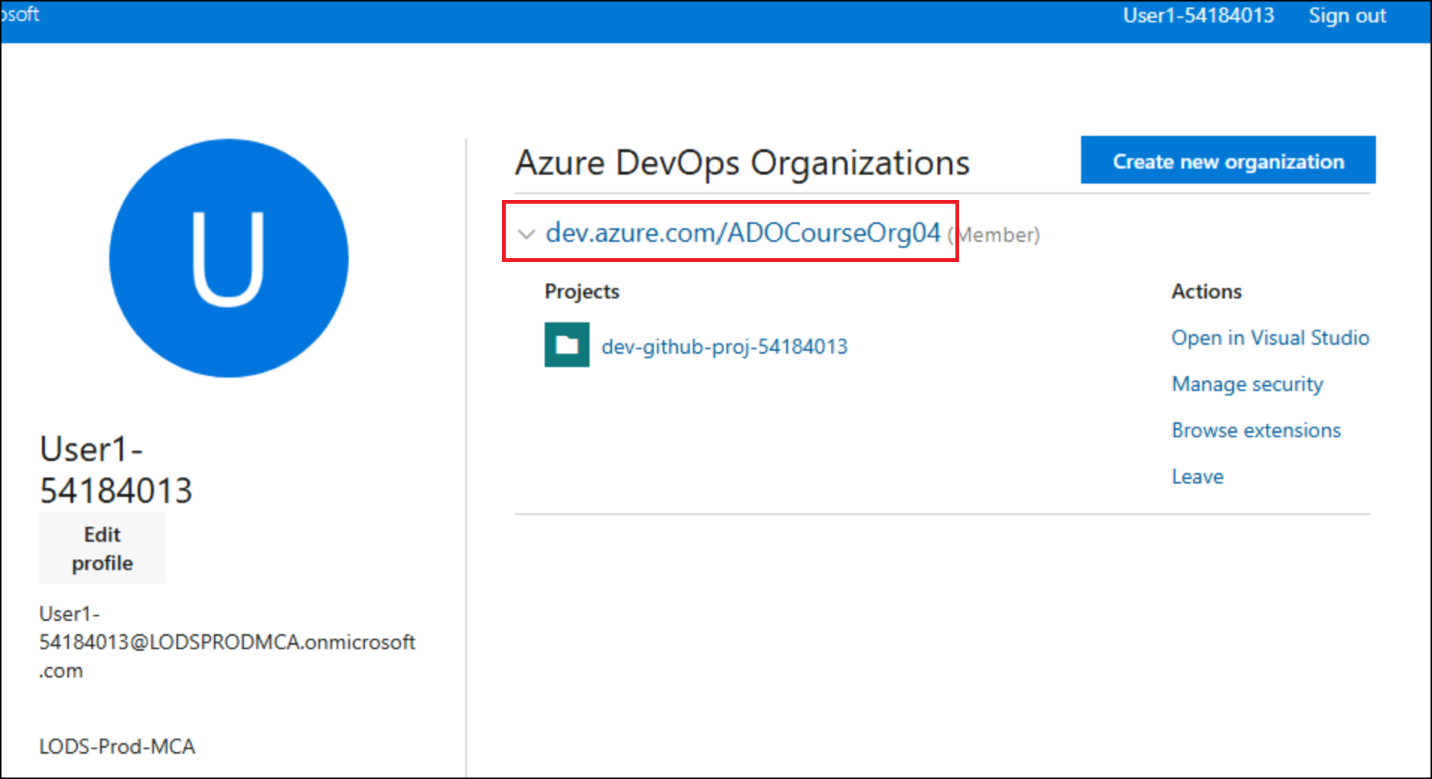 User1-54184013 Sign out
U
User1-
54184013
Edit
profile
User1-
54184013@LODSPRODMCA.onmicrosoft
.com
LODS-Prod-MCA
Azure DevOps Organizations
Create new organization
dev.azure.com/ADOCourseOrg04 (Member)
Projects
dev-github-proj-54184013
Actions
Open in Visual Studio
Manage security
Browse extensions
Leave